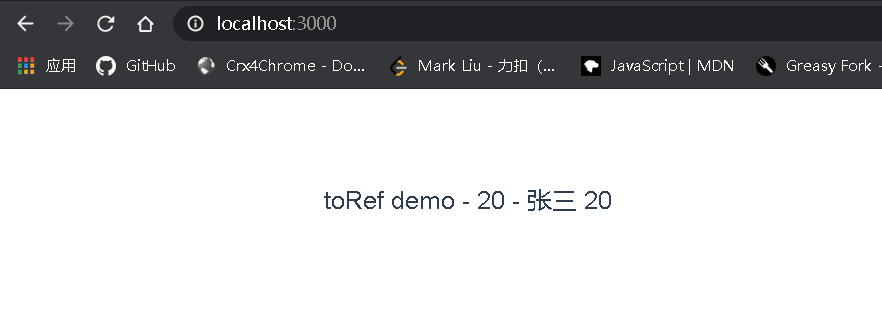 localhost:3000
应用 GitHub Crx4Chrome - Do... Mark Liu - 力扣（... JavaScript | MDN Greasy Fork -
toRef demo - 20 - 张三 20